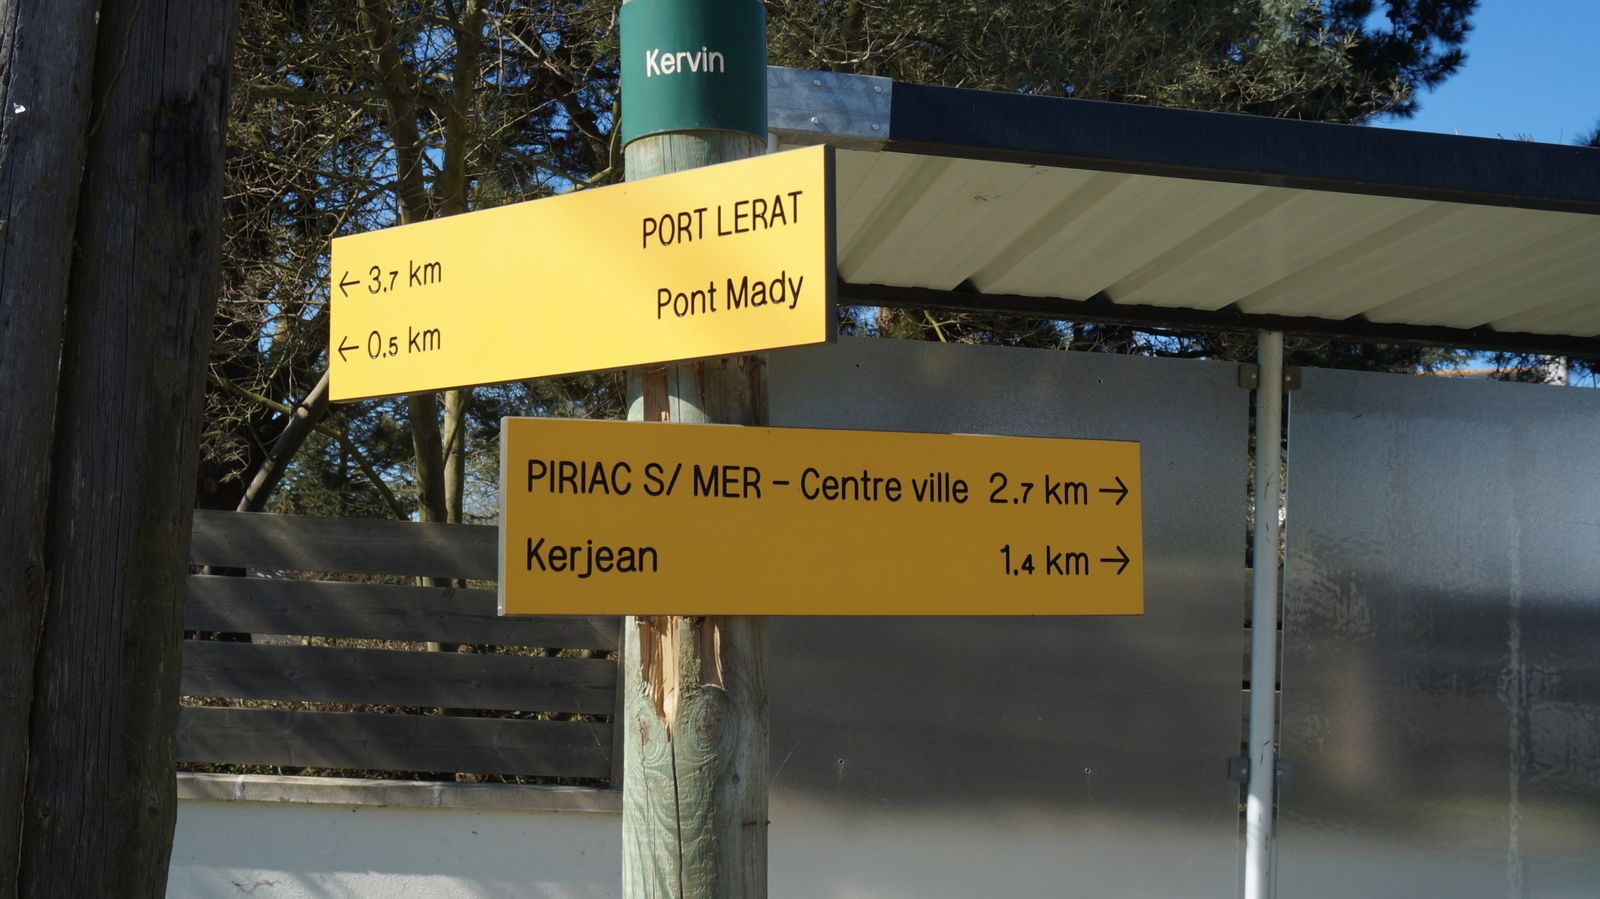 Kervin
PORT LERAT
← 3.7 km
Pont Mady
← 0.5 km
PIRIAC S/ MER – Centre ville 2.7 km →
Kerjean 1.4 km →